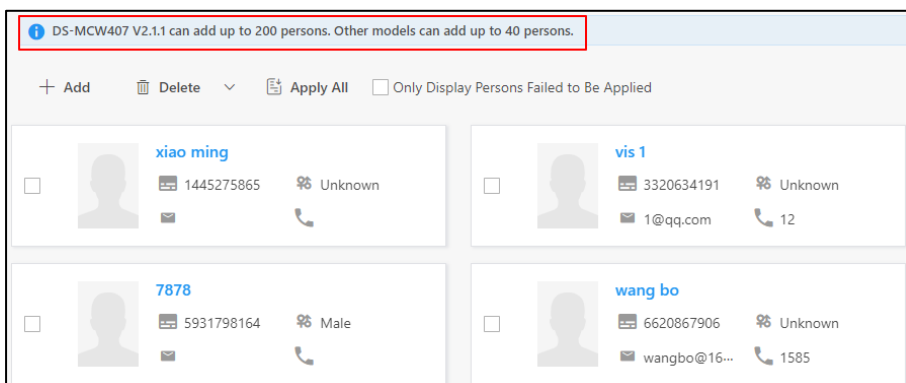 DS-MCW407 V2.1.1 can add up to 200 persons. Other models can add up to 40 persons.
Add Delete Apply All Only Display Persons Failed to Be Applied
xiao ming
1445275865 Unknown
vis 1
3320634191 Unknown
1@qq.com 12
7878
5931798164 Male
wang bo
6620867906 Unknown
wangbo@16··· 1585